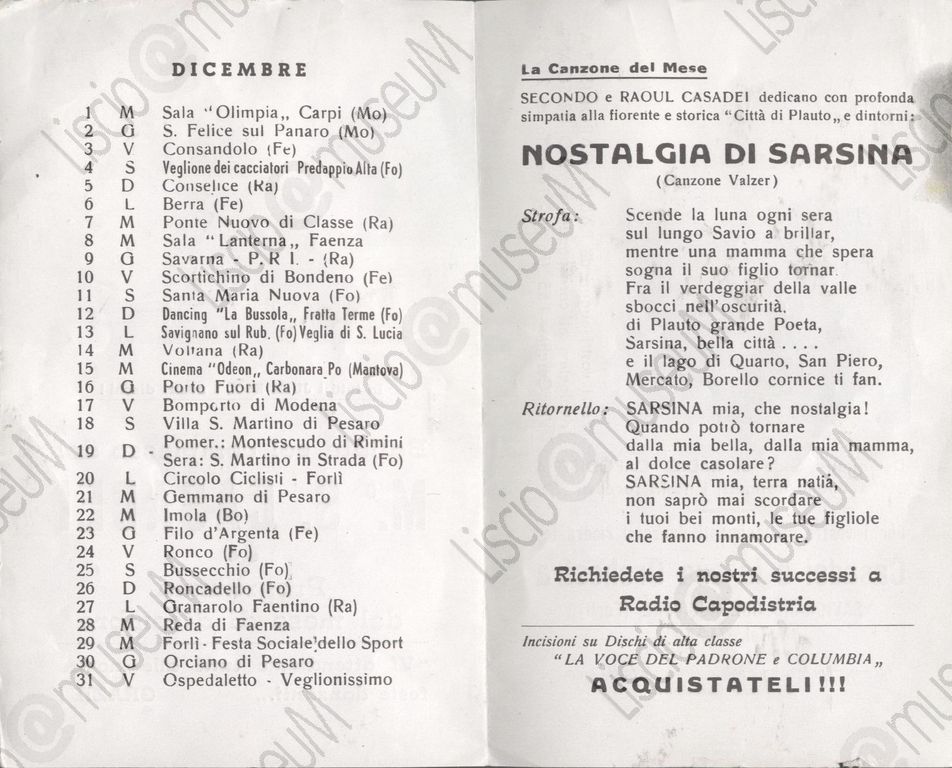 DICEMBRE
1 M Sala "Olimpia„ Carpi (Mo)
2 G S. Felice sul Panaro (Mo)
3 V Consandolo (Fe)
4 S Veglione dei cacciatori Predappio Alta (Fo)
5 D Conselice (Ra)
6 L Berra (Fe)
7 M Ponte Nuovo di Classe (Ra)
8 M Sala "Lanterna„ Faenza
9 G Savarna - P. R I. - (Ra)
10 V Scortichino di Bondeno (Fe)
11 S Santa Maria Nuova (Fo)
12 D Dancing "La Bussola„ Fratta Terme (Fo)
13 L Savignano sul Rub. (Fo) Veglia di S. Lucia
14 M Voltana (Ra)
15 M Cinema "Odeon„ Carbonara Po (Mantova)
16 G Porto Fuori (Ra)
17 V Bomporto di Modena
18 S Villa S. Martino di Pesaro
19 D - Pomer.: Montescudo di Rimini
Sera: S. Martino in Strada (Fo)
20 L Circolo Ciclisti - Forlì
21 M Gemmano di Pesaro
22 M Imola (Bo)
23 G Filo d'Argenta (Fe)
24 V Ronco (Fo)
25 S Bussecchio (Fo)
26 D Roncadello (Fo)
27 L Granarolo Faentino (Ra)
28 M Reda di Faenza
29 M Forlì - Festa Sociale dello Sport
30 G Orciano di Pesaro
31 V Ospedaletto - Veglionissimo
La Canzone del Mese
SECONDO e RAOUL CASADEI dedicano con profonda
simpatia alla fiorente e storica "Città di Plauto„ e dintorni:
NOSTALGIA DI SARSINA
(Canzone Valzer)
Strofa: Scende la luna ogni sera
sul lungo Savio a brillar,
mentre una mamma che spera
sogna il suo figlio tornar.
Fra il verdeggiar della valle
sbocci nell'oscurità,
di Plauto grande Poeta,
Sarsina, bella città . . . .
e il lago di Quarto, San Piero,
Mercato, Borello cornice ti fan.
Ritornello: SARSINA mia, che nostalgia!
Quando potrò tornare
dalla mia bella, dalla mia mamma,
al dolce casolare?
SARSINA mia, terra natìa,
non saprò mai scordare
i tuoi bei monti, le tue figliole
che fanno innamorare.
Richiedete i nostri successi a
Radio Capodistria
Incisioni su Dischi di alta classe
"LA VOCE DEL PADRONE e COLUMBIA„
ACQUISTATELI!!!
Liscio@museuM